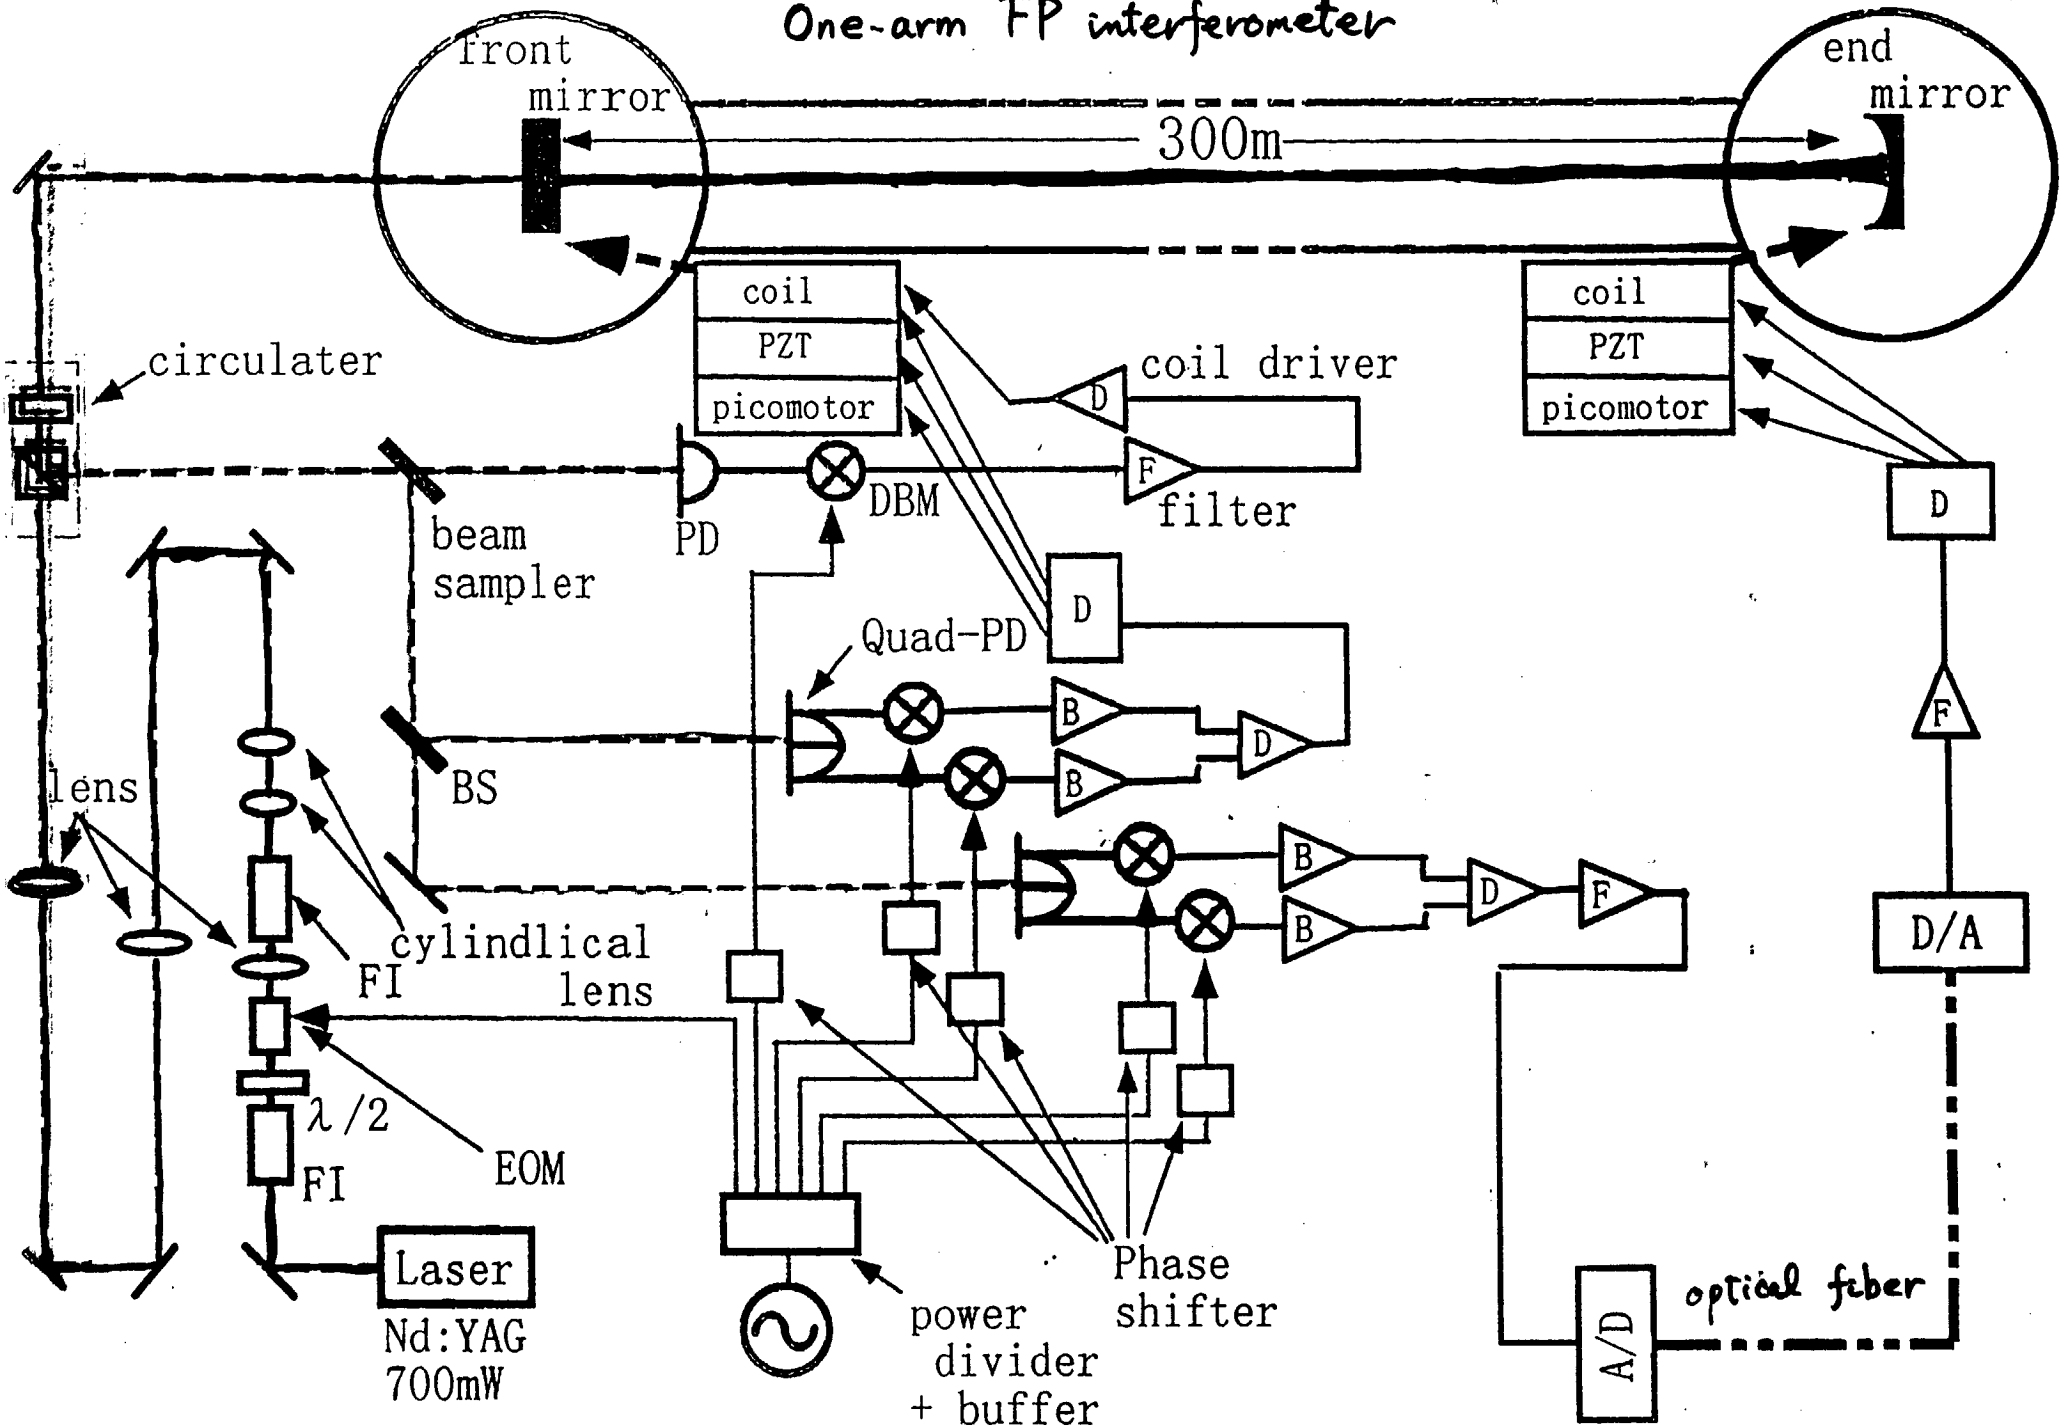 One-arm FP interferometer
front
mirror
end
mirror
300m
coil
PZT
picomotor
coil
PZT
picomotor
circulater
coil driver
D
F
filter
DBM
PD
beam
sampler
D
D
Quad-PD
B
B
D
BS
lens
F
B
B
D
F
D/A
cylindlical
lens
FI
λ/2
EOM
FI
Laser
Nd:YAG
700mW
Phase
shifter
power
divider
+ buffer
A/D
optical fiber